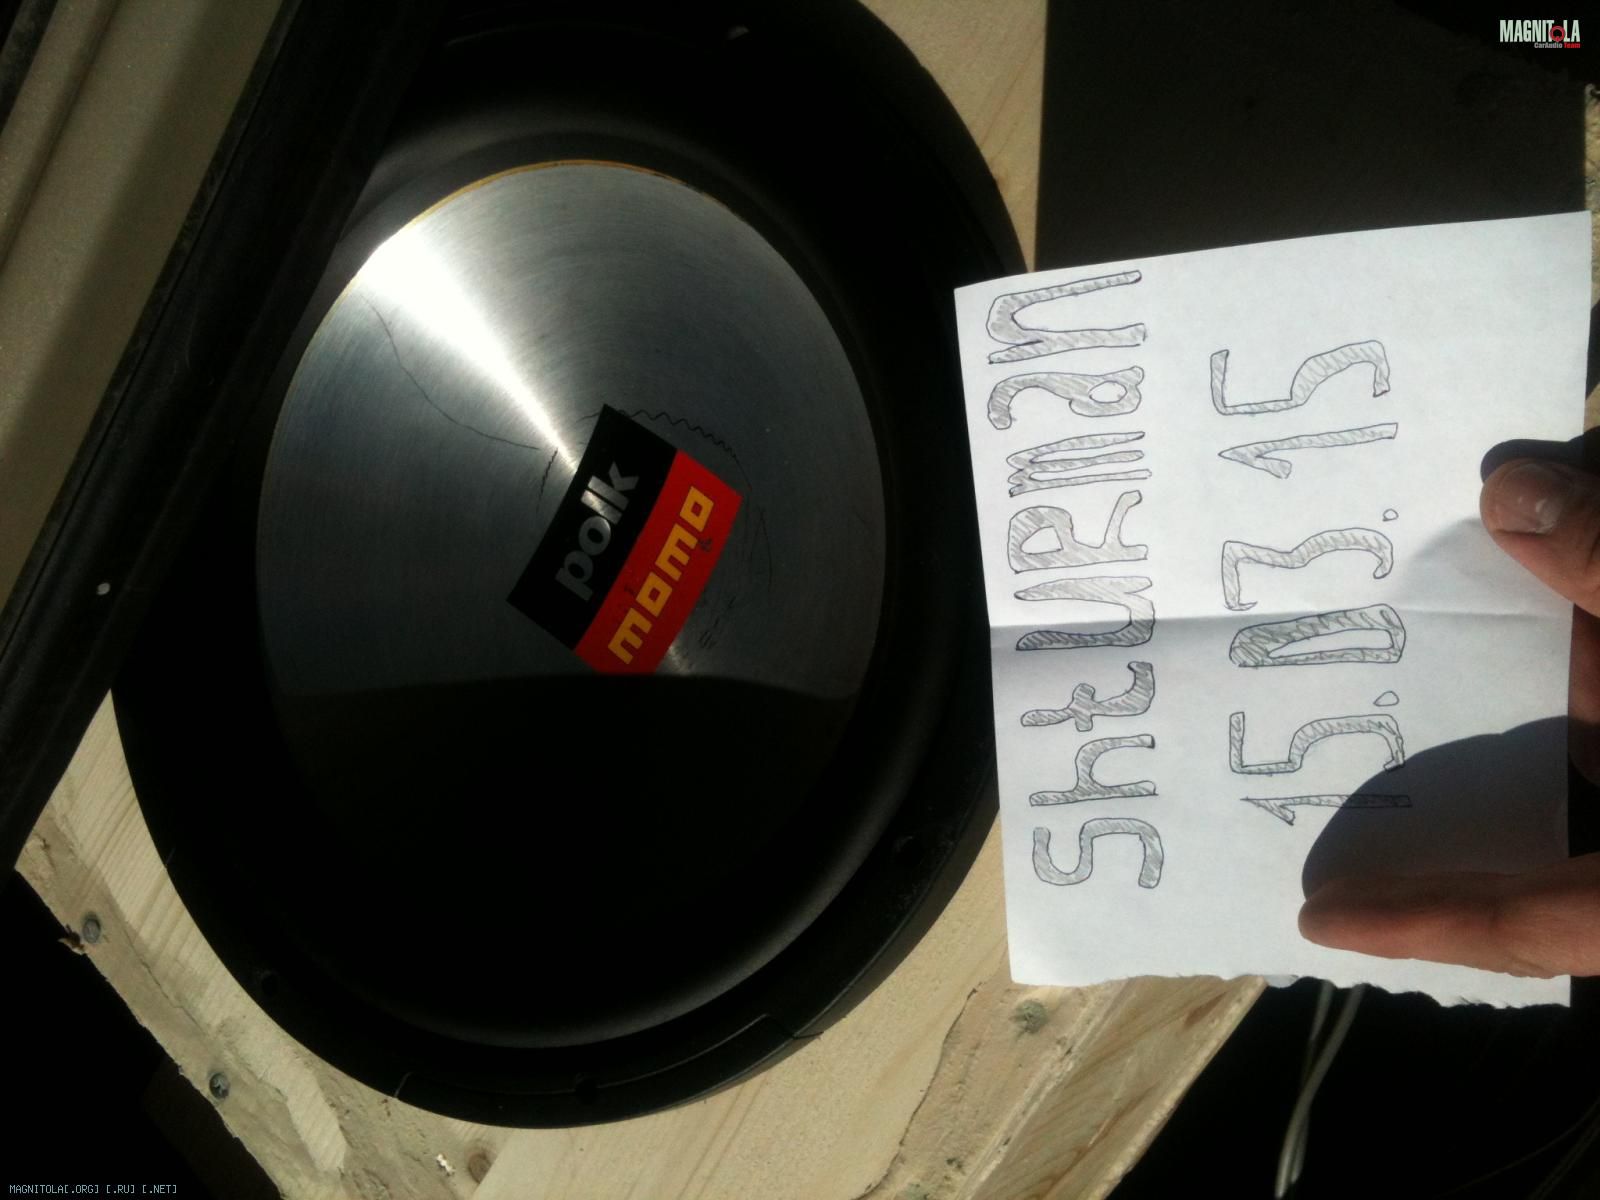 MAGNITOLA
CarAudio Team
polk
momo
shturman
15.03.15
MAGNITOLA[.ORG] [.RU] [.NET]